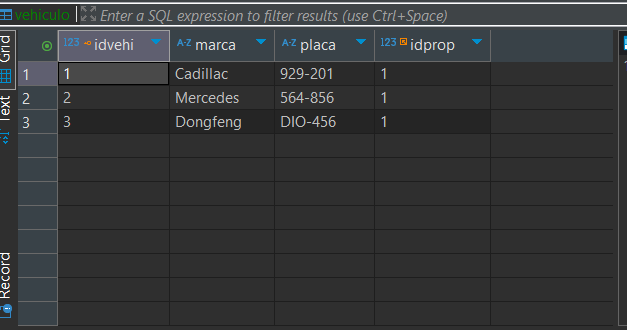 vehiculo Enter a SQL expression to filter results (use Ctrl+Space)
Grid
Text
Record
123 idvehi A-Z marca A-Z placa 123 idprop
1 1 Cadillac 929-201 1
2 2 Mercedes 564-856 1
3 3 Dongfeng DIO-456 1